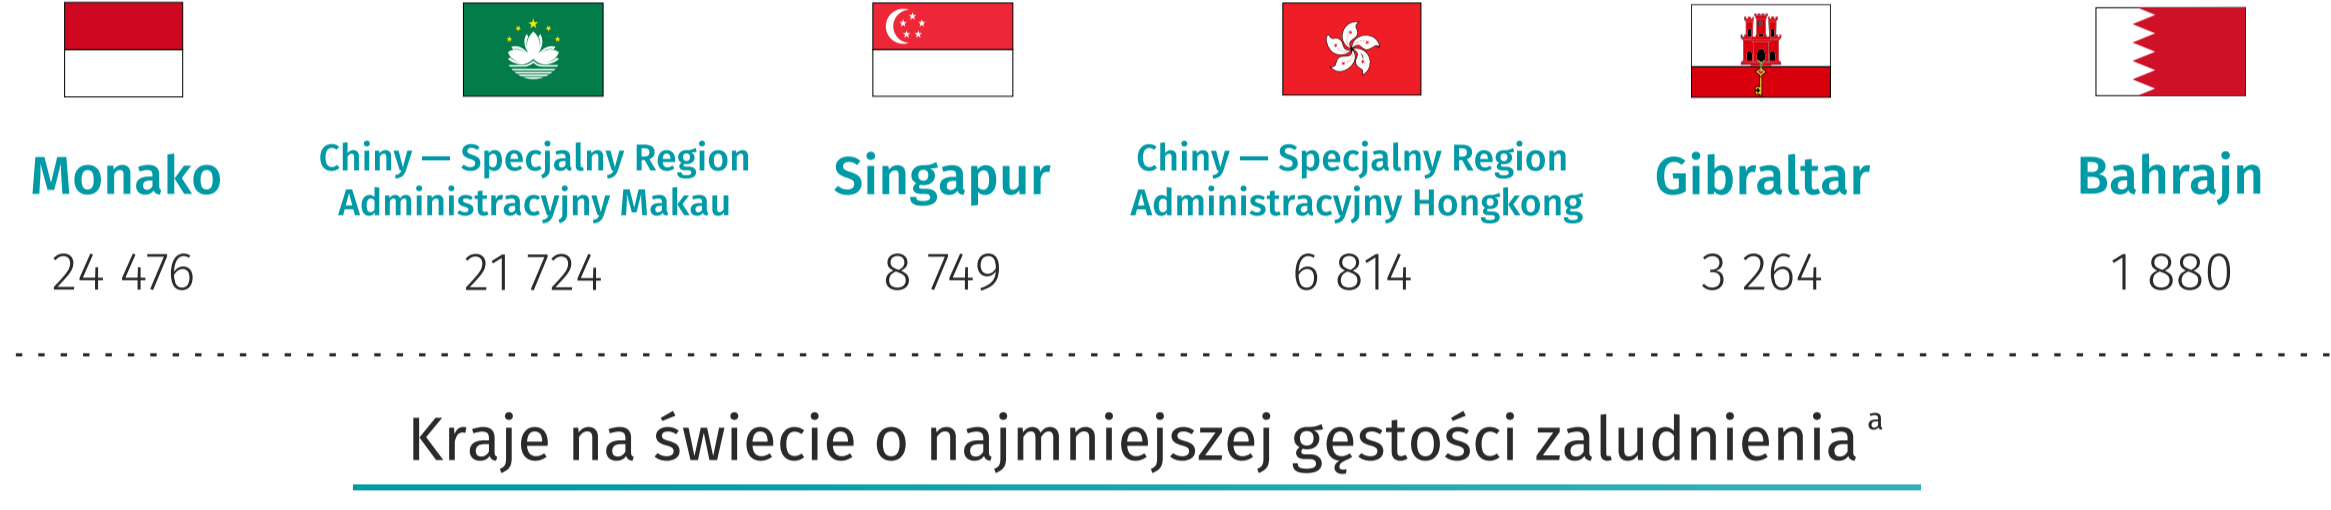 Monako
Chiny — Specjalny Region
Administracyjny Makau
Singapur
Chiny — Specjalny Region
Administracyjny Hongkong
Gibraltar
Bahrajn
24 476
21 724
8 749
6 814
3 264
1 880
Kraje na świecie o najmniejszej gęstości zaludnienia a